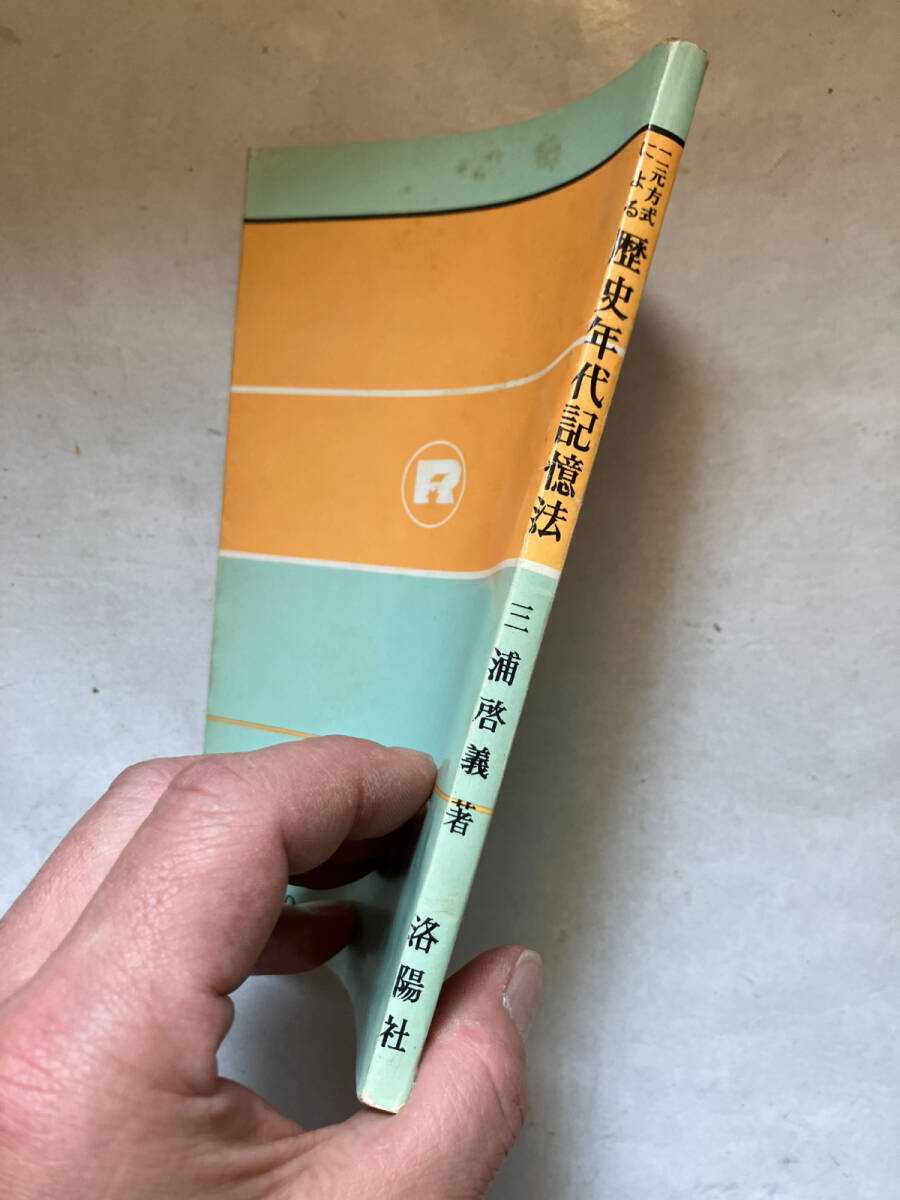 二元方式
による
歴史年代記憶法
三浦啓義著
洛陽社
R